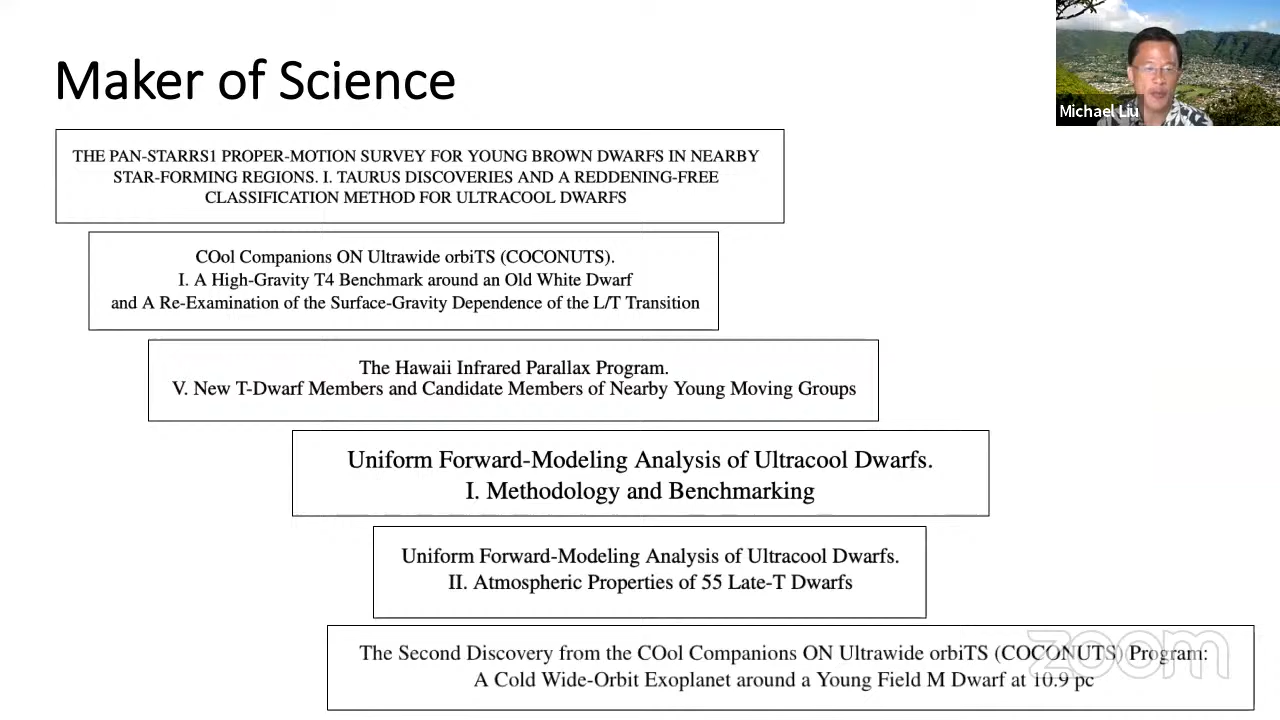 Maker of Science
Michael Liu
THE PAN-STARRS1 PROPER-MOTION SURVEY FOR YOUNG BROWN DWARFS IN NEARBY
STAR-FORMING REGIONS. I. TAURUS DISCOVERIES AND A REDDENING-FREE
CLASSIFICATION METHOD FOR ULTRACOOL DWARFS
COol Companions ON Ultrawide orbiTS (COCONUTS).
I. A High-Gravity T4 Benchmark around an Old White Dwarf
and A Re-Examination of the Surface-Gravity Dependence of the L/T Transition
The Hawaii Infrared Parallax Program.
V. New T-Dwarf Members and Candidate Members of Nearby Young Moving Groups
Uniform Forward-Modeling Analysis of Ultracool Dwarfs.
I. Methodology and Benchmarking
Uniform Forward-Modeling Analysis of Ultracool Dwarfs.
II. Atmospheric Properties of 55 Late-T Dwarfs
The Second Discovery from the COol Companions ON Ultrawide orbiTS (COCONUTS) Program:
A Cold Wide-Orbit Exoplanet around a Young Field M Dwarf at 10.9 pc
zoom